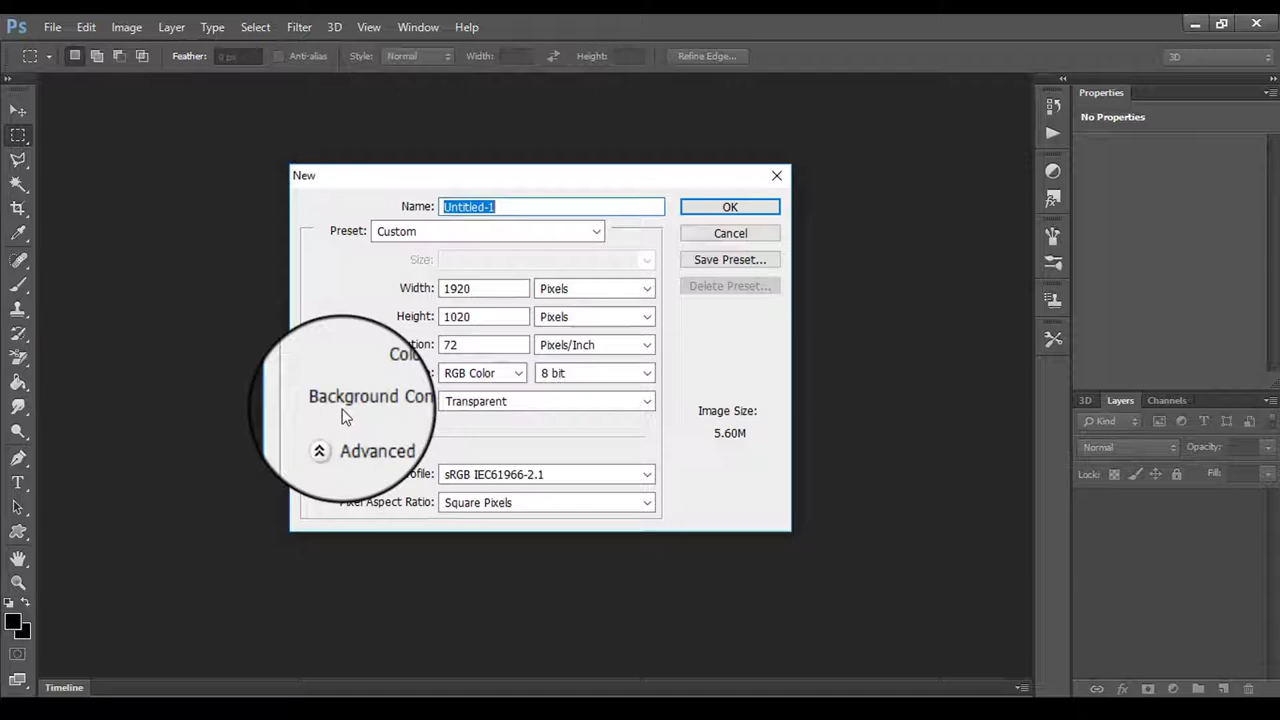 Ps File Edit Image Layer Type Select Filter 3D View Window Help
Feather: 0 px Anti-alias Style: Normal Width: Height: Refine Edge... 3D
Properties
No Properties
New
Name: Untitled-1 OK
Preset: Custom Cancel
Size: Save Preset...
Width: 1920 Pixels Delete Preset...
Height: 1020 Pixels
tion: 72 Pixels/Inch
Colo RGB Color 8 bit
Background Con Transparent
Image Size:
5.60M
Advanced
ofile: sRGB IEC61966-2.1
Pixel Aspect Ratio: Square Pixels
3D Layers Channels
Kind
Normal Opacity:
Lock: Fill:
Timeline